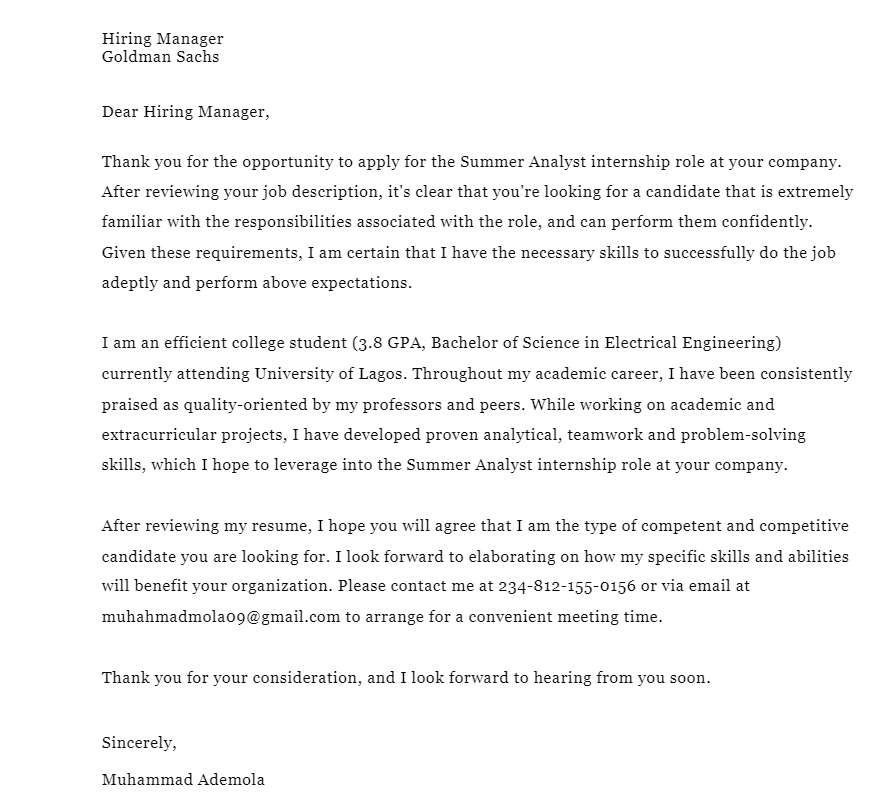 Hiring Manager
Goldman Sachs
Dear Hiring Manager,
Thank you for the opportunity to apply for the Summer Analyst internship role at your company.
After reviewing your job description, it's clear that you're looking for a candidate that is extremely
familiar with the responsibilities associated with the role, and can perform them confidently.
Given these requirements, I am certain that I have the necessary skills to successfully do the job
adeptly and perform above expectations.
I am an efficient college student (3.8 GPA, Bachelor of Science in Electrical Engineering)
currently attending University of Lagos. Throughout my academic career, I have been consistently
praised as quality-oriented by my professors and peers. While working on academic and
extracurricular projects, I have developed proven analytical, teamwork and problem-solving
skills, which I hope to leverage into the Summer Analyst internship role at your company.
After reviewing my resume, I hope you will agree that I am the type of competent and competitive
candidate you are looking for. I look forward to elaborating on how my specific skills and abilities
will benefit your organization. Please contact me at 234-812-155-0156 or via email at
muhahmadmola09@gmail.com to arrange for a convenient meeting time.
Thank you for your consideration, and I look forward to hearing from you soon.
Sincerely,
Muhammad Ademola